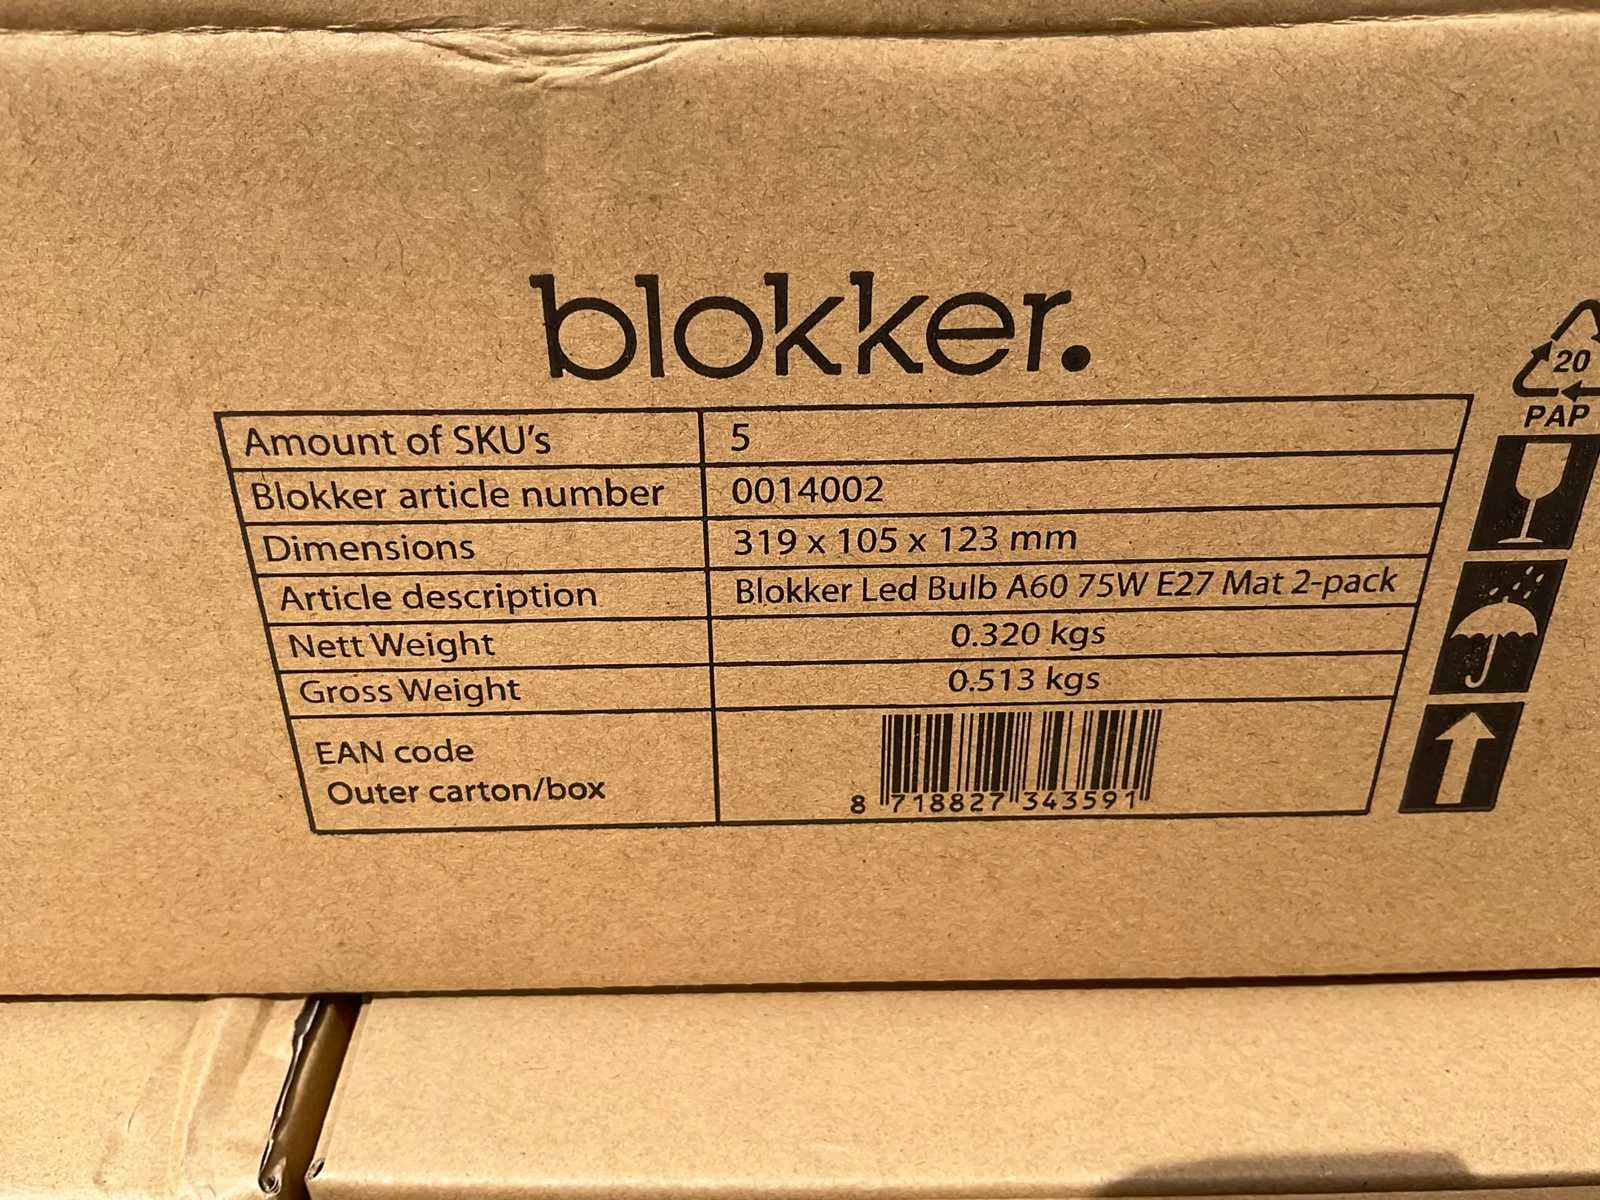 blokker.
20
PAP
Amount of SKU's 5
Blokker article number 0014002
Dimensions 319 x 105 x 123 mm
Article description Blokker Led Bulb A60 75W E27 Mat 2-pack
Nett Weight 0.320 kgs
Gross Weight 0.513 kgs
EAN code
Outer carton/box
8 718827 343591